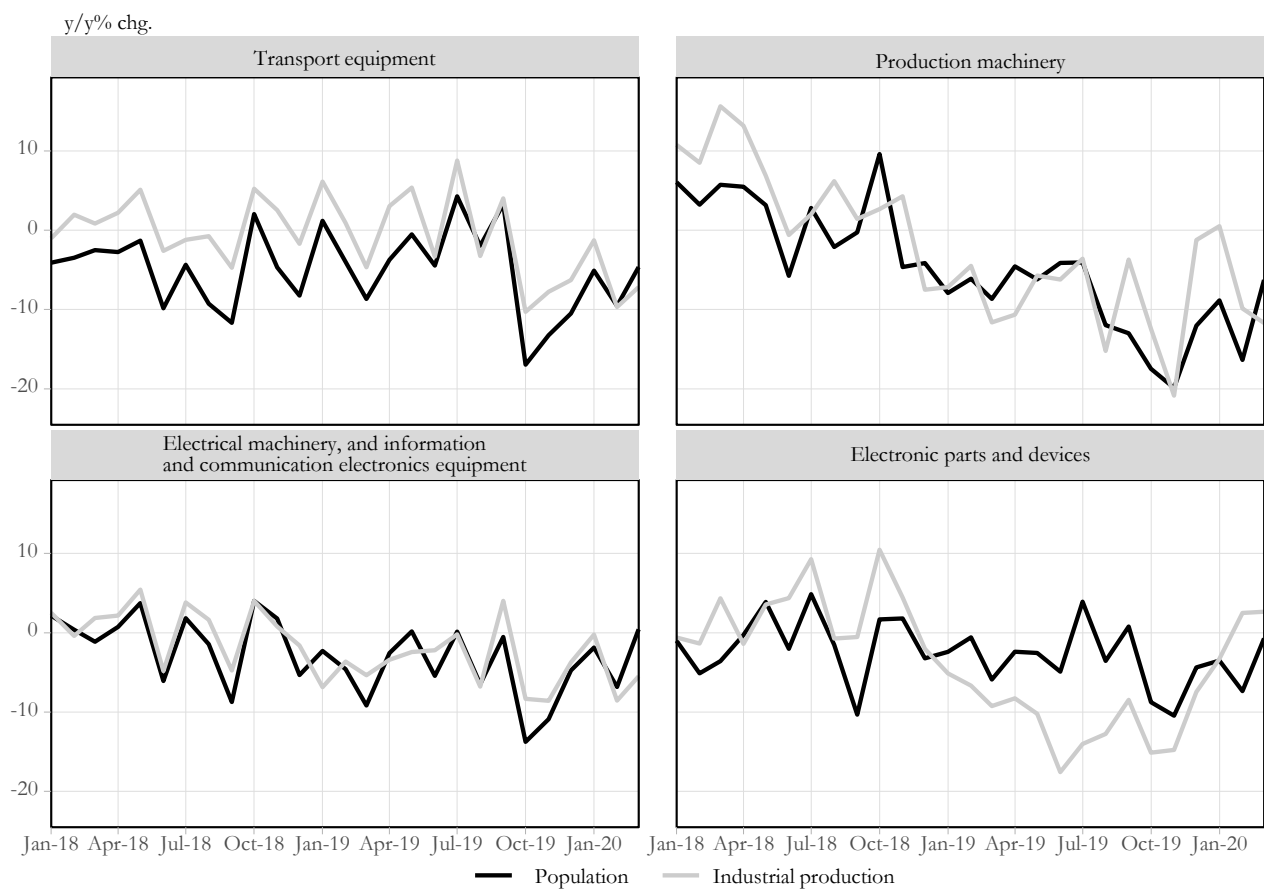 y/y% chg.
Transport equipment
Production machinery
10
0
-10
-20
Electrical machinery, and information
and communication electronics equipment
Electronic parts and devices
10
0
-10
-20
Jan-18 Apr-18 Jul-18 Oct-18 Jan-19 Apr-19 Jul-19 Oct-19 Jan-20
Jan-18 Apr-18 Jul-18 Oct-18 Jan-19 Apr-19 Jul-19 Oct-19 Jan-20
Population Industrial production